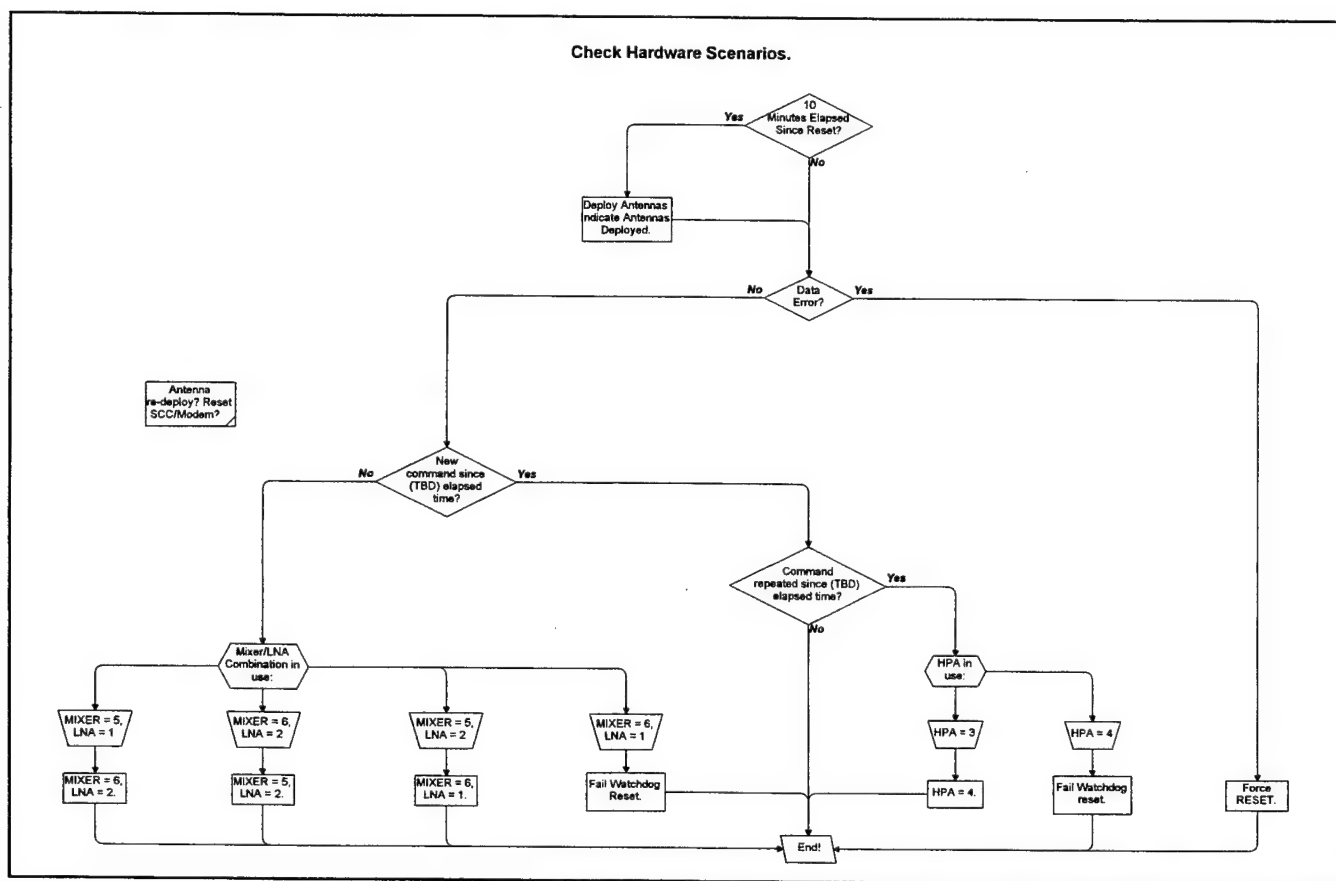 Check Hardware Scenarios.
10
Minutes Elapsed
Since Reset?
Yes
No
Deploy Antennas
ndicate Antennas
Deployed.
Data
Error?
No
Yes
Antenna
re-deploy? Reset
SCC/Modem?
New
command since
(TBD) elapsed
time?
No
Yes
Command
repeated since (TBD)
elapsed time?
Yes
No
Mixer/LNA
Combination in
use:
HPA in
use:
MIXER = 5,
LNA = 1
MIXER = 6,
LNA = 2
MIXER = 5,
LNA = 2
MIXER = 6,
LNA = 1
HPA = 3
HPA = 4
MIXER = 6,
LNA = 2.
MIXER = 5,
LNA = 2.
MIXER = 6,
LNA = 1.
Fail Watchdog
Reset.
HPA = 4.
Fail Watchdog
reset.
Force
RESET.
End!